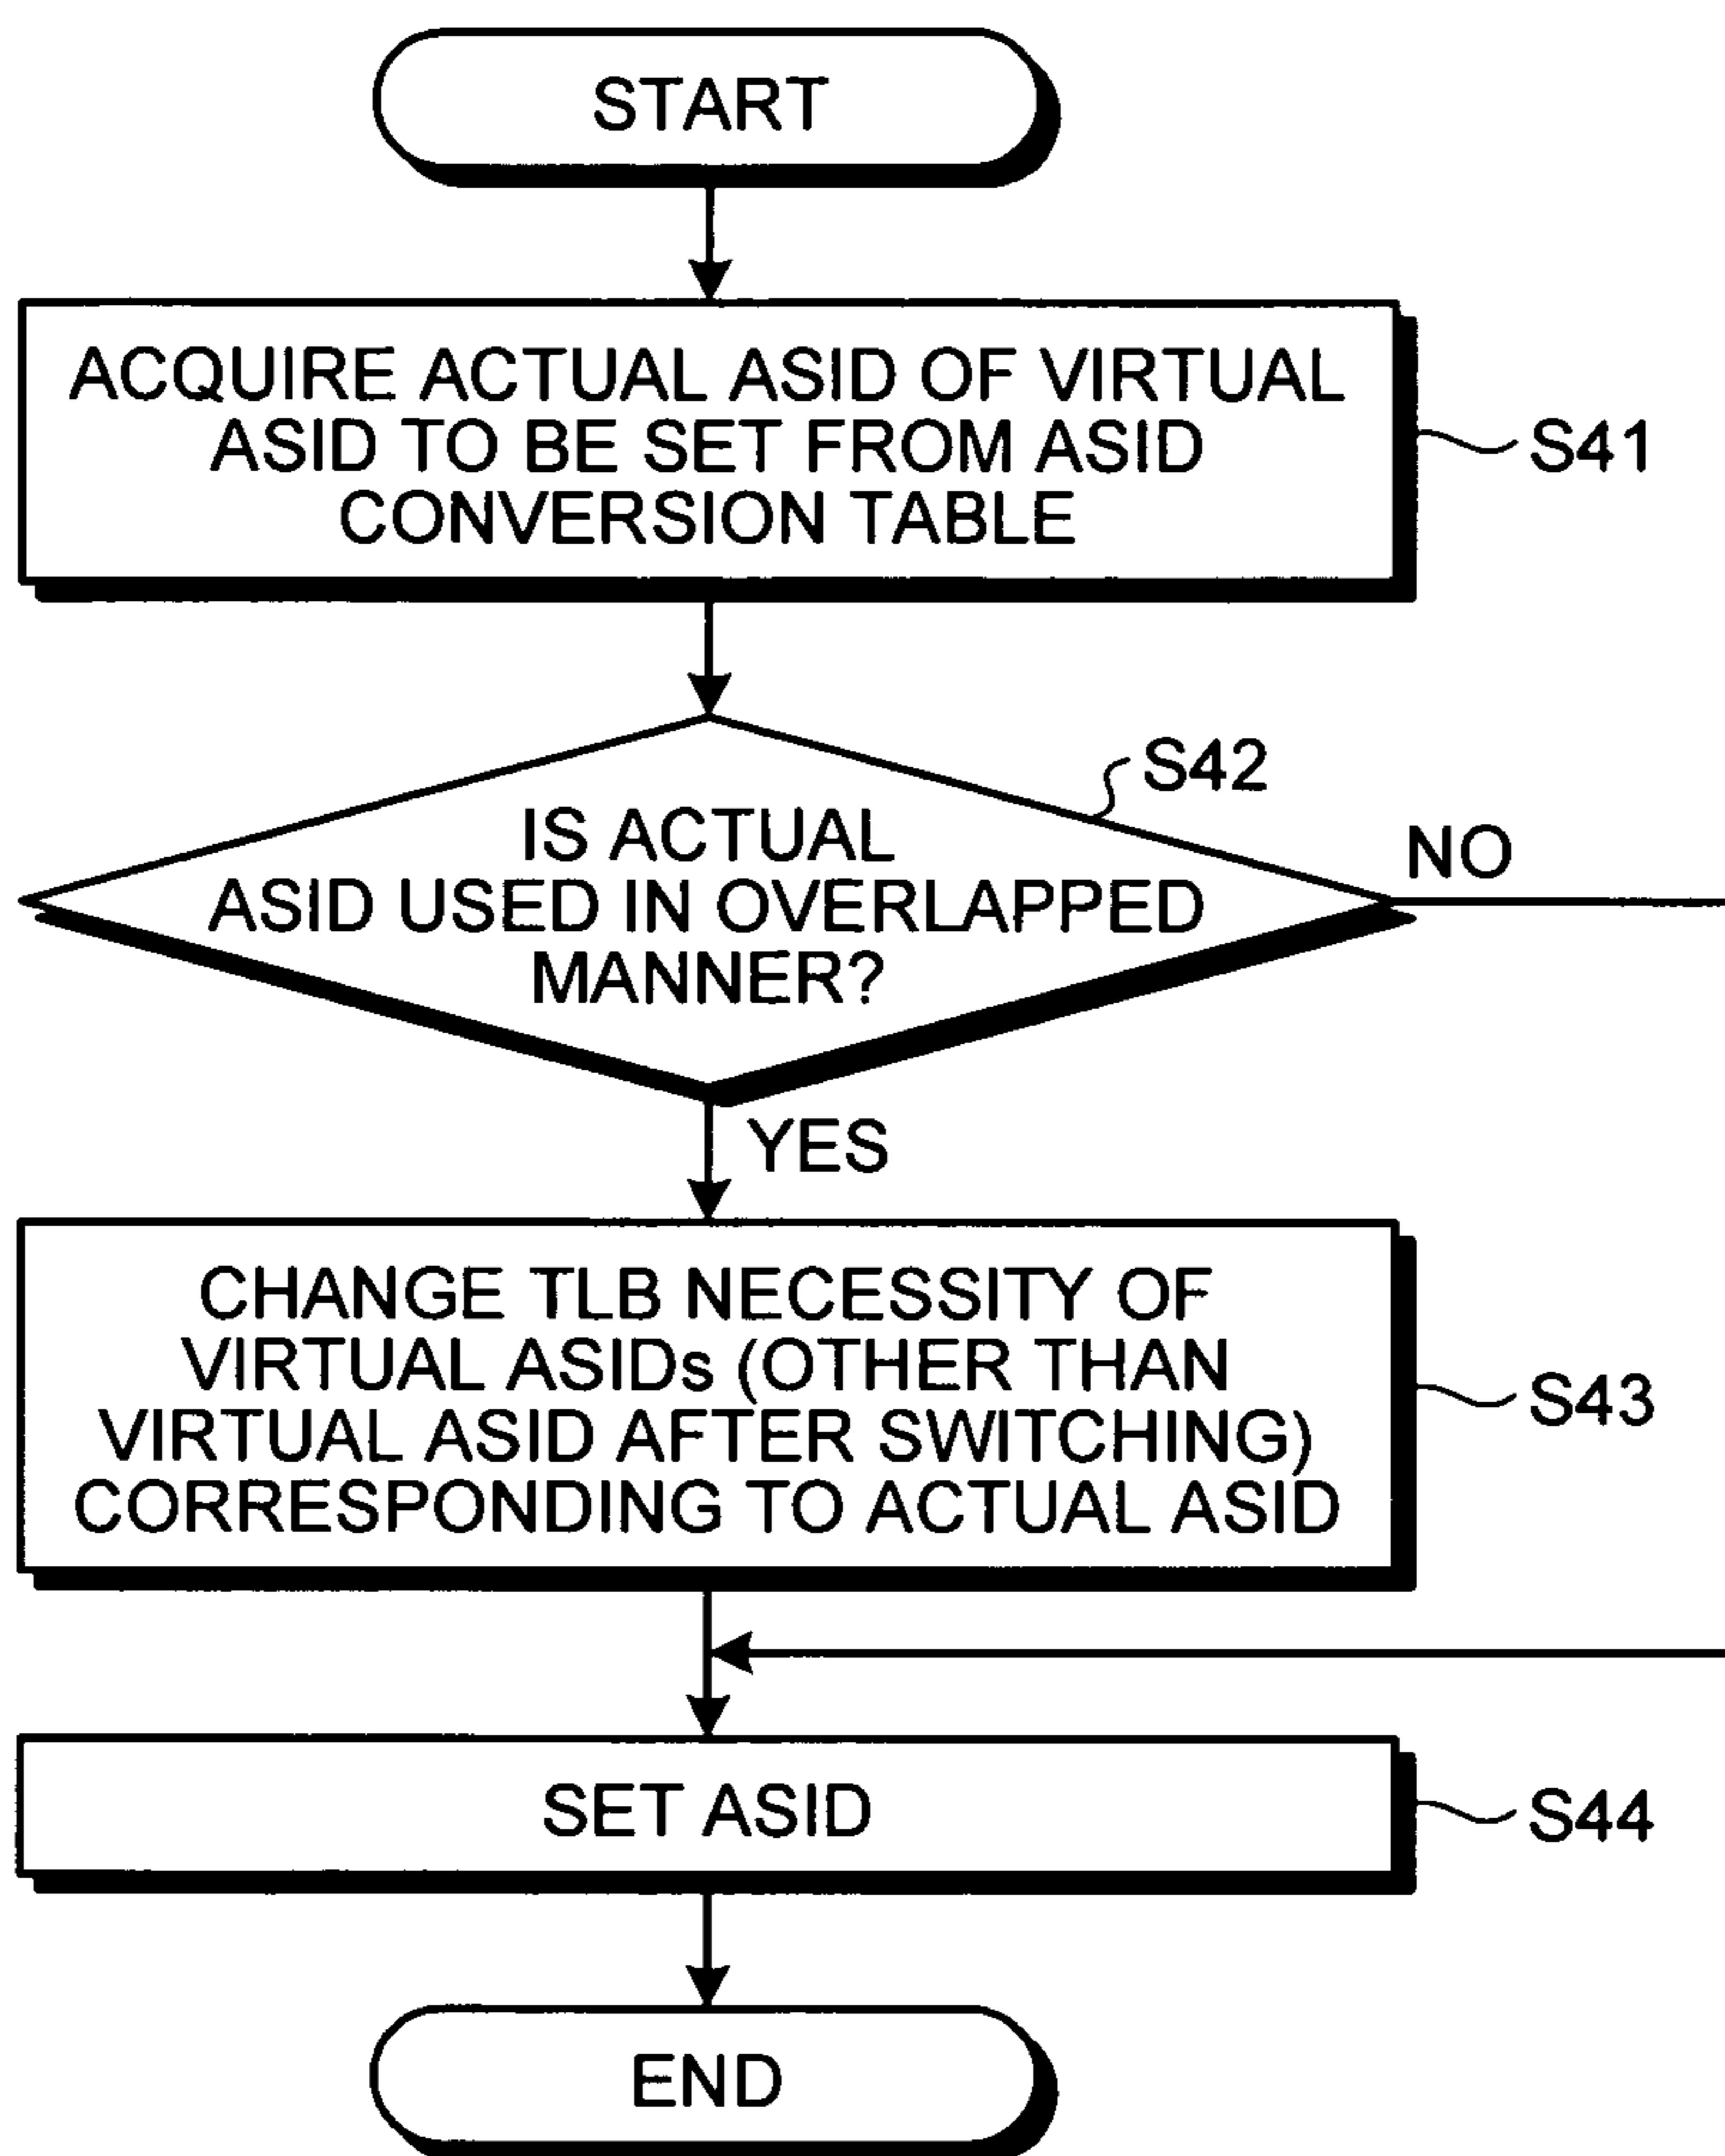 START
ACQUIRE ACTUAL ASID OF VIRTUAL
ASID TO BE SET FROM ASID
CONVERSION TABLE
S41
S42
IS ACTUAL
ASID USED IN OVERLAPPED
MANNER?
NO
YES
CHANGE TLB NECESSITY OF
VIRTUAL ASIDs (OTHER THAN
VIRTUAL ASID AFTER SWITCHING)
CORRESPONDING TO ACTUAL ASID
S43
SET ASID
S44
END